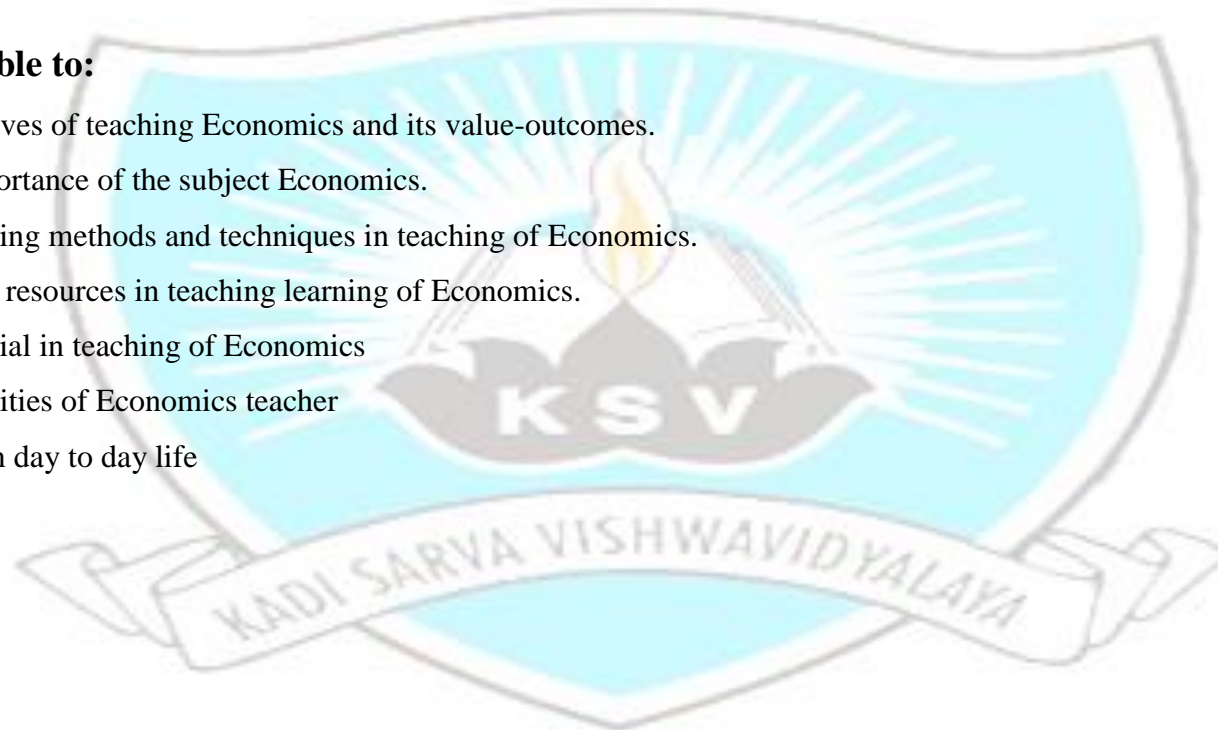 ble to:
ves of teaching Economics and its value-outcomes.
ortance of the subject Economics.
ing methods and techniques in teaching of Economics.
resources in teaching learning of Economics.
ial in teaching of Economics
ities of Economics teacher
n day to day life
KSV
KADI SARVA VISHWAVIDYALAYA